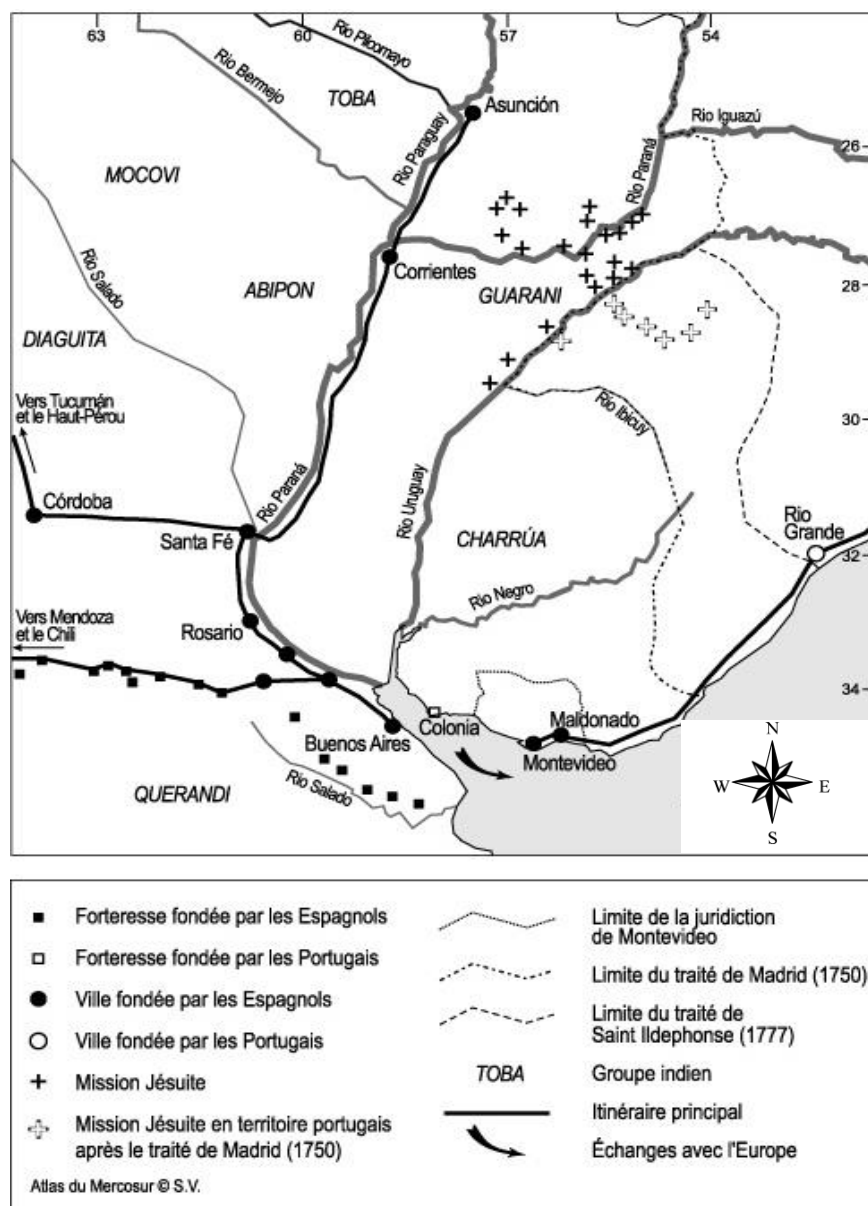 63
60
57
54
Rio Pilcomayo
Rio Bermejo
TOBA
Asunción
Rio Iguazú
26
Rio Paraguay
Rio Paraná
MOCOVI
Rio Salado
Corrientes
ABIPON
GUARANI
28
DIAGUITA
Vers Tucumán
et le Haut-Pérou
Rio Ibicuy
30
Córdoba
Rio Paraná
Santa Fé
Rio Uruguay
CHARRÚA
Rio
Grande
32
Rio Negro
Vers Mendoza
et le Chili
Rosario
34
Colonia
Maldonado
Buenos Aires
Montevideo
Rio Salado
QUERANDI
N
W
E
S
Forteresse fondée par les Espagnols
Forteresse fondée par les Portugais
Ville fondée par les Espagnols
Ville fondée par les Portugais
Mission Jésuite
Mission Jésuite en territoire portugais
après le traité de Madrid (1750)
Limite de la juridiction
de Montevideo
Limite du traité de Madrid (1750)
Limite du traité de
Saint Ildephonse (1777)
TOBA
Groupe indien
Itinéraire principal
Échanges avec l'Europe
Atlas du Mercosur © S.V.